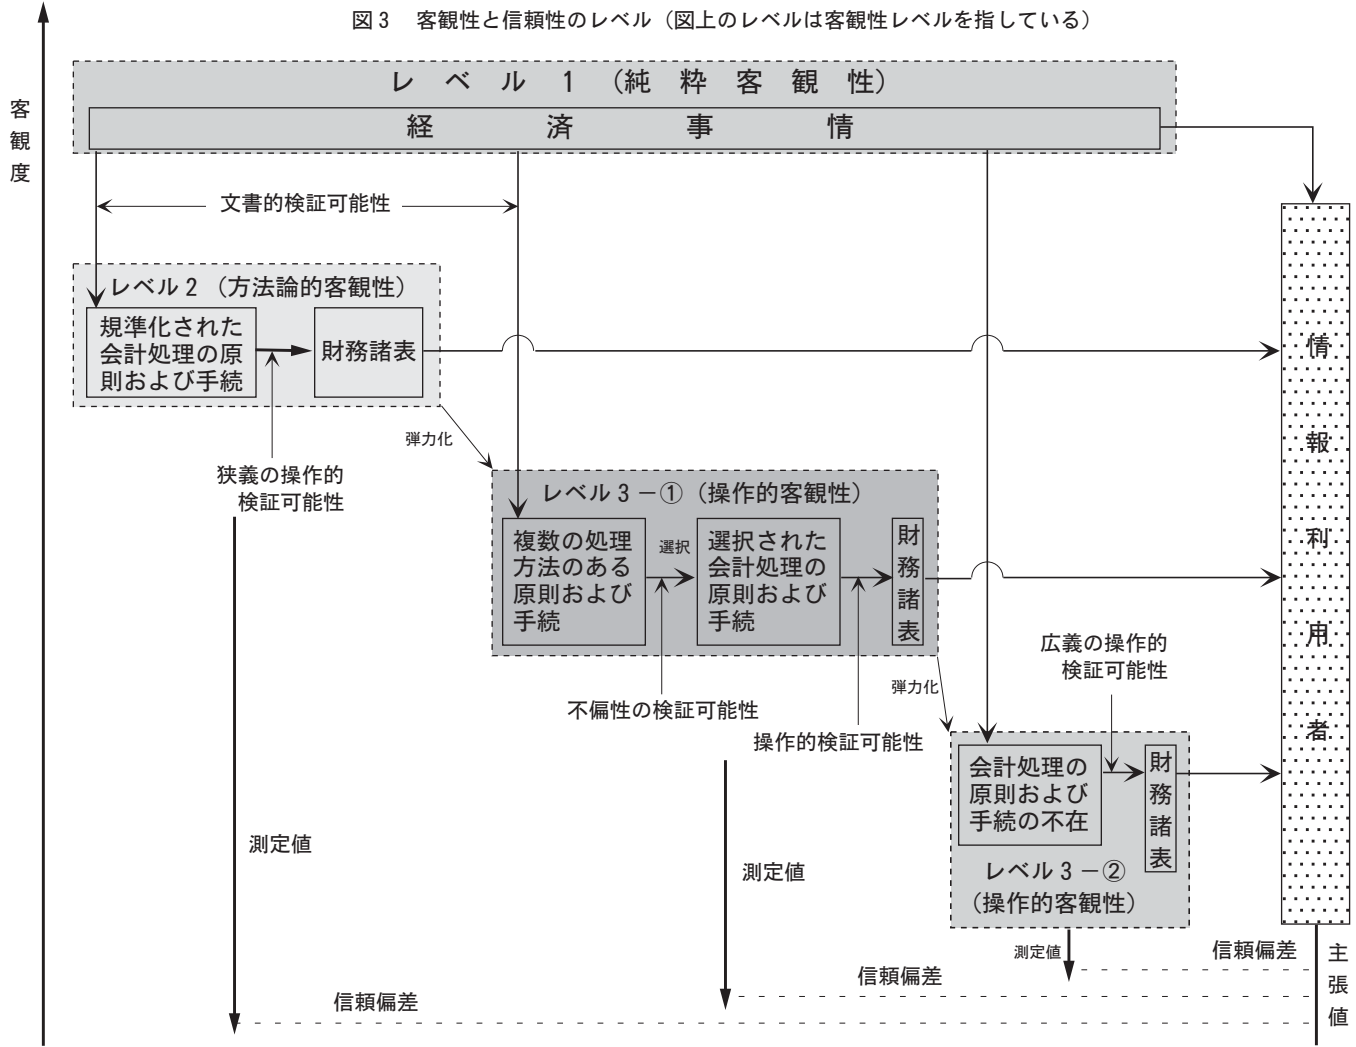 図3 客観性と信頼性のレベル（図上のレベルは客観性レベルを指している）
客観度
レベル1（純粋客観性）
経済事情
文書的検証可能性
レベル2（方法論的客観性）
規準化された
会計処理の原
則および手続
財務諸表
弾力化
狭義の操作的
検証可能性
レベル3－①（操作的客観性）
複数の処理
方法のある
原則および
手続
選択
選択された
会計処理の
原則および
手続
財務諸表
不偏性の検証可能性
操作的検証可能性
弾力化
広義の操作的
検証可能性
会計処理の
原則および
手続の不在
財務諸表
レベル3－②
（操作的客観性）
情報利用者
測定値
測定値
測定値
信頼偏差
信頼偏差
信頼偏差
主張値